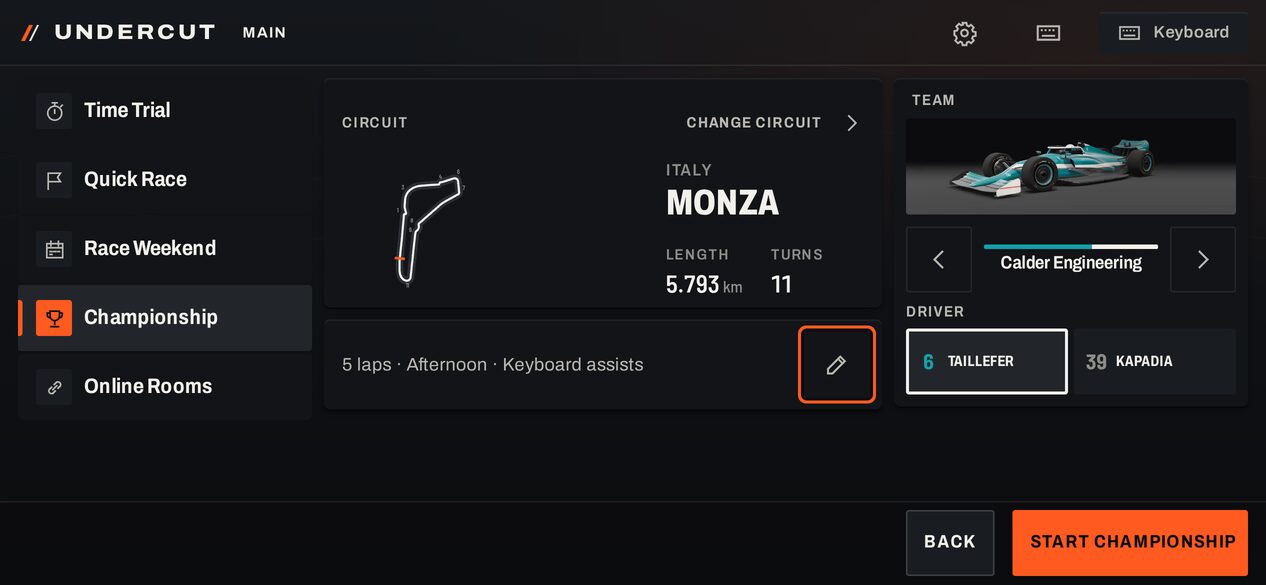 UNDERCUT MAIN
Keyboard
Time Trial
Quick Race
Race Weekend
Championship
Online Rooms
CIRCUIT
CHANGE CIRCUIT
ITALY
MONZA
LENGTH TURNS
5.793 km 11
5 laps · Afternoon · Keyboard assists
TEAM
Calder Engineering
DRIVER
6 TAILLEFER
39 KAPADIA
BACK
START CHAMPIONSHIP